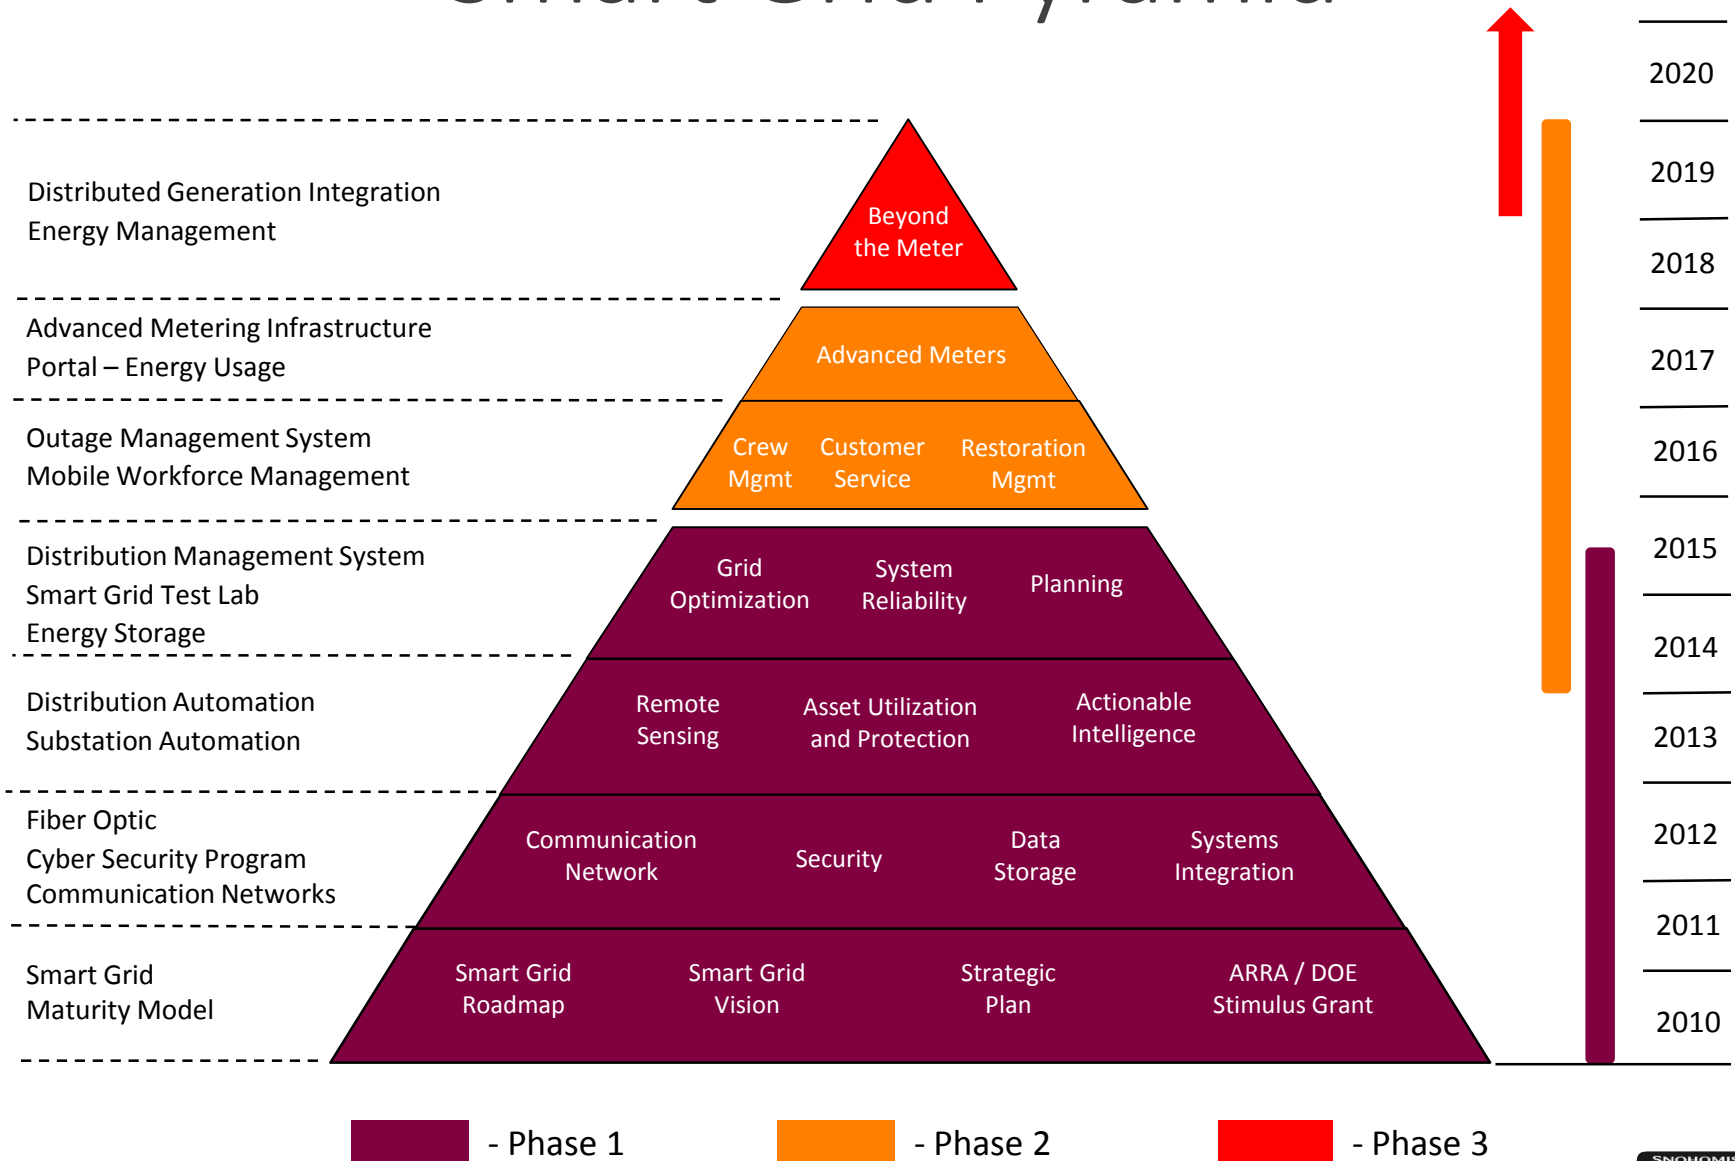 Smart Grid Pyramid
2020
Distributed Generation Integration
Energy Management
Beyond
the Meter
2019
2018
Advanced Metering Infrastructure
Portal – Energy Usage
Advanced Meters
2017
Outage Management System
Mobile Workforce Management
Crew
Mgmt
Customer
Service
Restoration
Mgmt
2016
Distribution Management System
Smart Grid Test Lab
Energy Storage
Grid
Optimization
System
Reliability
Planning
2015
2014
Distribution Automation
Substation Automation
Remote
Sensing
Asset Utilization
and Protection
Actionable
Intelligence
2013
Fiber Optic
Cyber Security Program
Communication Networks
Communication
Network
Security
Data
Storage
Systems
Integration
2012
2011
Smart Grid
Maturity Model
Smart Grid
Roadmap
Smart Grid
Vision
Strategic
Plan
ARRA / DOE
Stimulus Grant
2010
- Phase 1
- Phase 2
- Phase 3